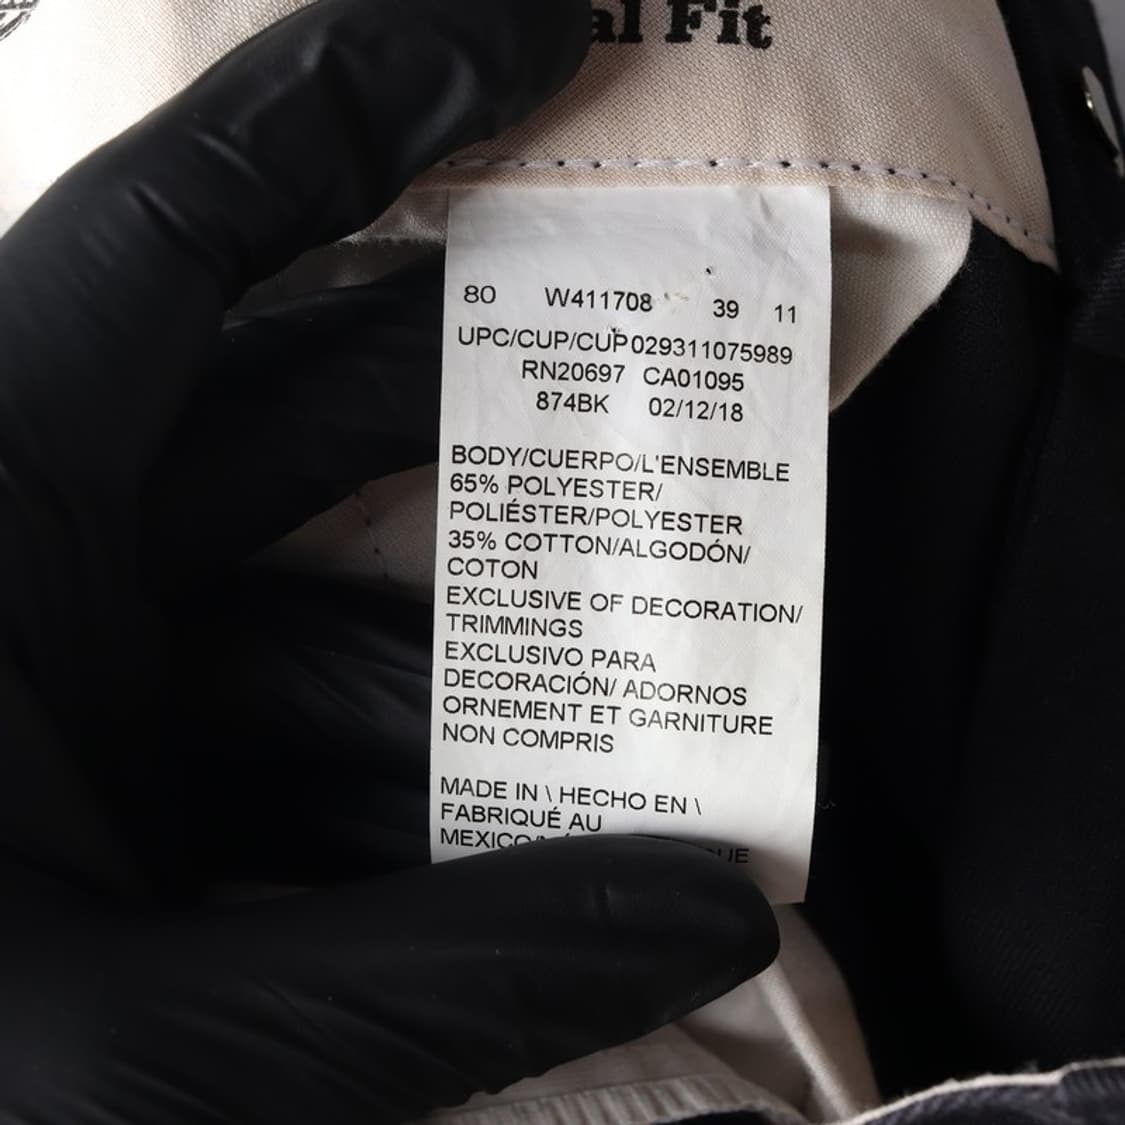 Fit
80 W411708 39 11
UPC/CUP/CUP 029311075989
RN20697 CA01095
874BK 02/12/18
BODY/CUERPO/L'ENSEMBLE
65% POLYESTER/
POLIÉSTER/POLYESTER
35% COTTON/ALGODÓN/
COTON
EXCLUSIVE OF DECORATION/
TRIMMINGS
EXCLUSIVO PARA
DECORACIÓN/ ADORNOS
ORNEMENT ET GARNITURE
NON COMPRIS
MADE IN \ HECHO EN \
FABRIQUÉ AU
MEXICO/